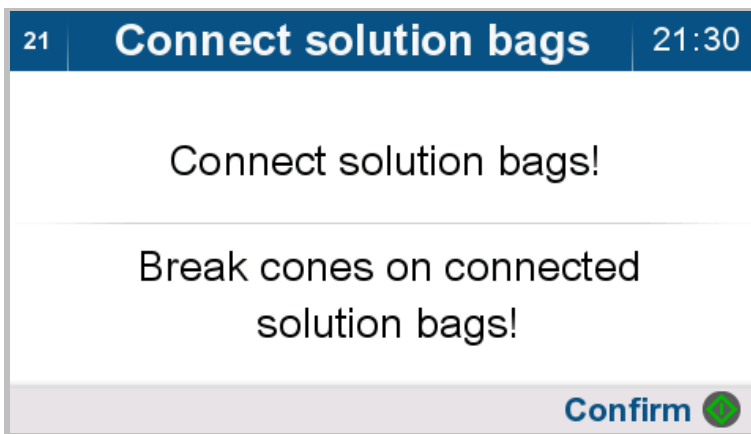 21 Connect solution bags 21:30
Connect solution bags!
Break cones on connected
solution bags!
Confirm